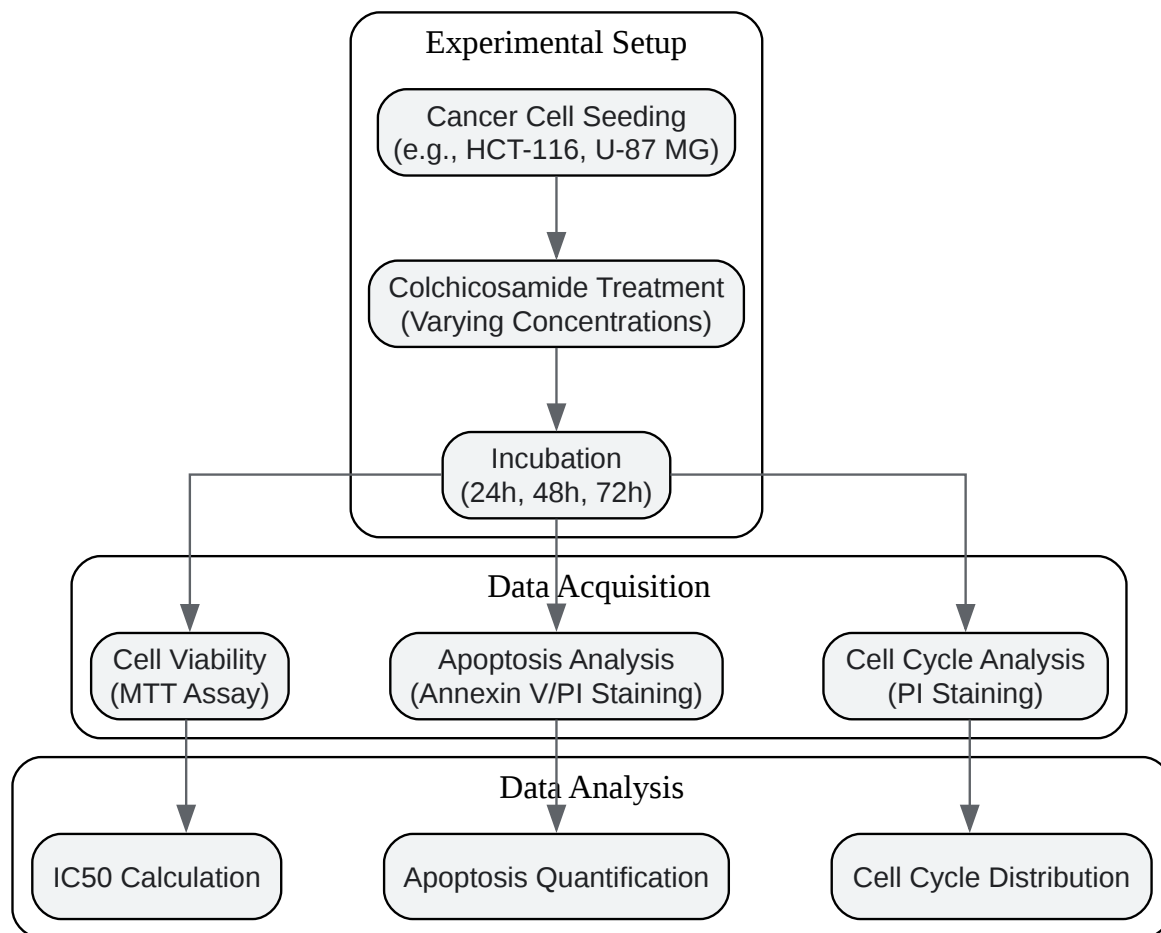 Experimental Setup
Cancer Cell Seeding
(e.g., HCT-116, U-87 MG)
Colchicosamide Treatment
(Varying Concentrations)
Incubation
(24h, 48h, 72h)
Data Acquisition
Cell Viability
(MTT Assay)
Apoptosis Analysis
(Annexin V/PI Staining)
Cell Cycle Analysis
(PI Staining)
Data Analysis
IC50 Calculation
Apoptosis Quantification
Cell Cycle Distribution